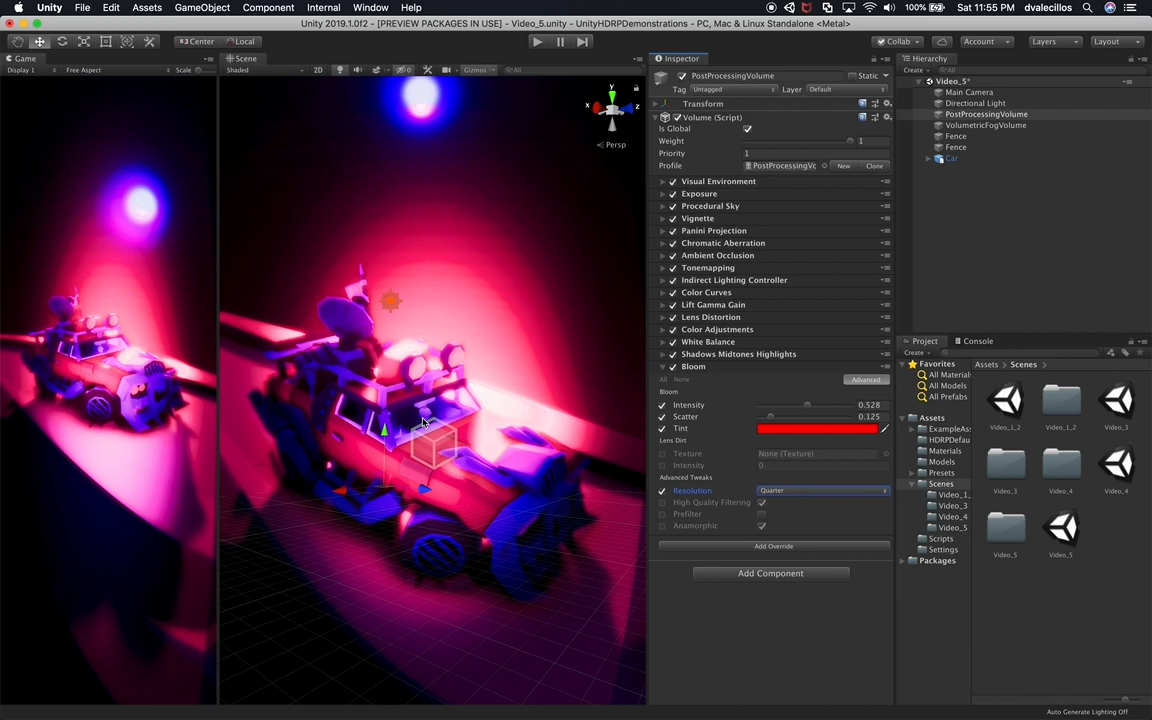 Unity File Edit Assets GameObject Component Internal Window Help 100% Sat 11:55 PM dvalecillos
Unity 2019.1.0f2 - [PREVIEW PACKAGES IN USE] - Video_5.unity - UnityHDRPDemonstrations - PC, Mac & Linux Standalone <Metal>
Center Local Collab Account Layers Layout
Game Scene Inspector Hierarchy
Display 1 Free Aspect Scale Shaded 2D 0 Gizmos All
PostProcessingVolume Static
Tag Untagged Layer Default
Transform
Volume (Script)
Is Global
Weight 1
Priority 1
Profile PostProcessingVc New Clone
Visual Environment
Exposure
Procedural Sky
Vignette
Panini Projection
Chromatic Aberration
Ambient Occlusion
Tonemapping
Indirect Lighting Controller
Color Curves
Lift Gamma Gain
Lens Distortion
Color Adjustments
White Balance
Shadows Midtones Highlights
Bloom
All None Advanced
Bloom
Intensity 0.528
Scatter 0.125
Tint
Lens Dirt
Texture None (Texture)
Intensity 0
Advanced Tweaks
Resolution Quarter
High Quality Filtering
Prefilter
Anamorphic
Add Override
Add Component
y
x
z
Persp
Create All
Video_5*
Main Camera
Directional Light
PostProcessingVolume
VolumetricFogVolume
Fence
Fence
Car
Project Console
Create
Favorites
All Material
All Models
All Prefabs
Assets
ExampleAs
HDRPDefau
Materials
Models
Presets
Scenes
Video_1_
Video_3
Video_4
Video_5
Scripts
Settings
Packages
Assets Scenes
Video_1_2 Video_1_2 Video_3
Video_3 Video_4 Video_4
Video_5 Video_5
Auto Generate Lighting Off